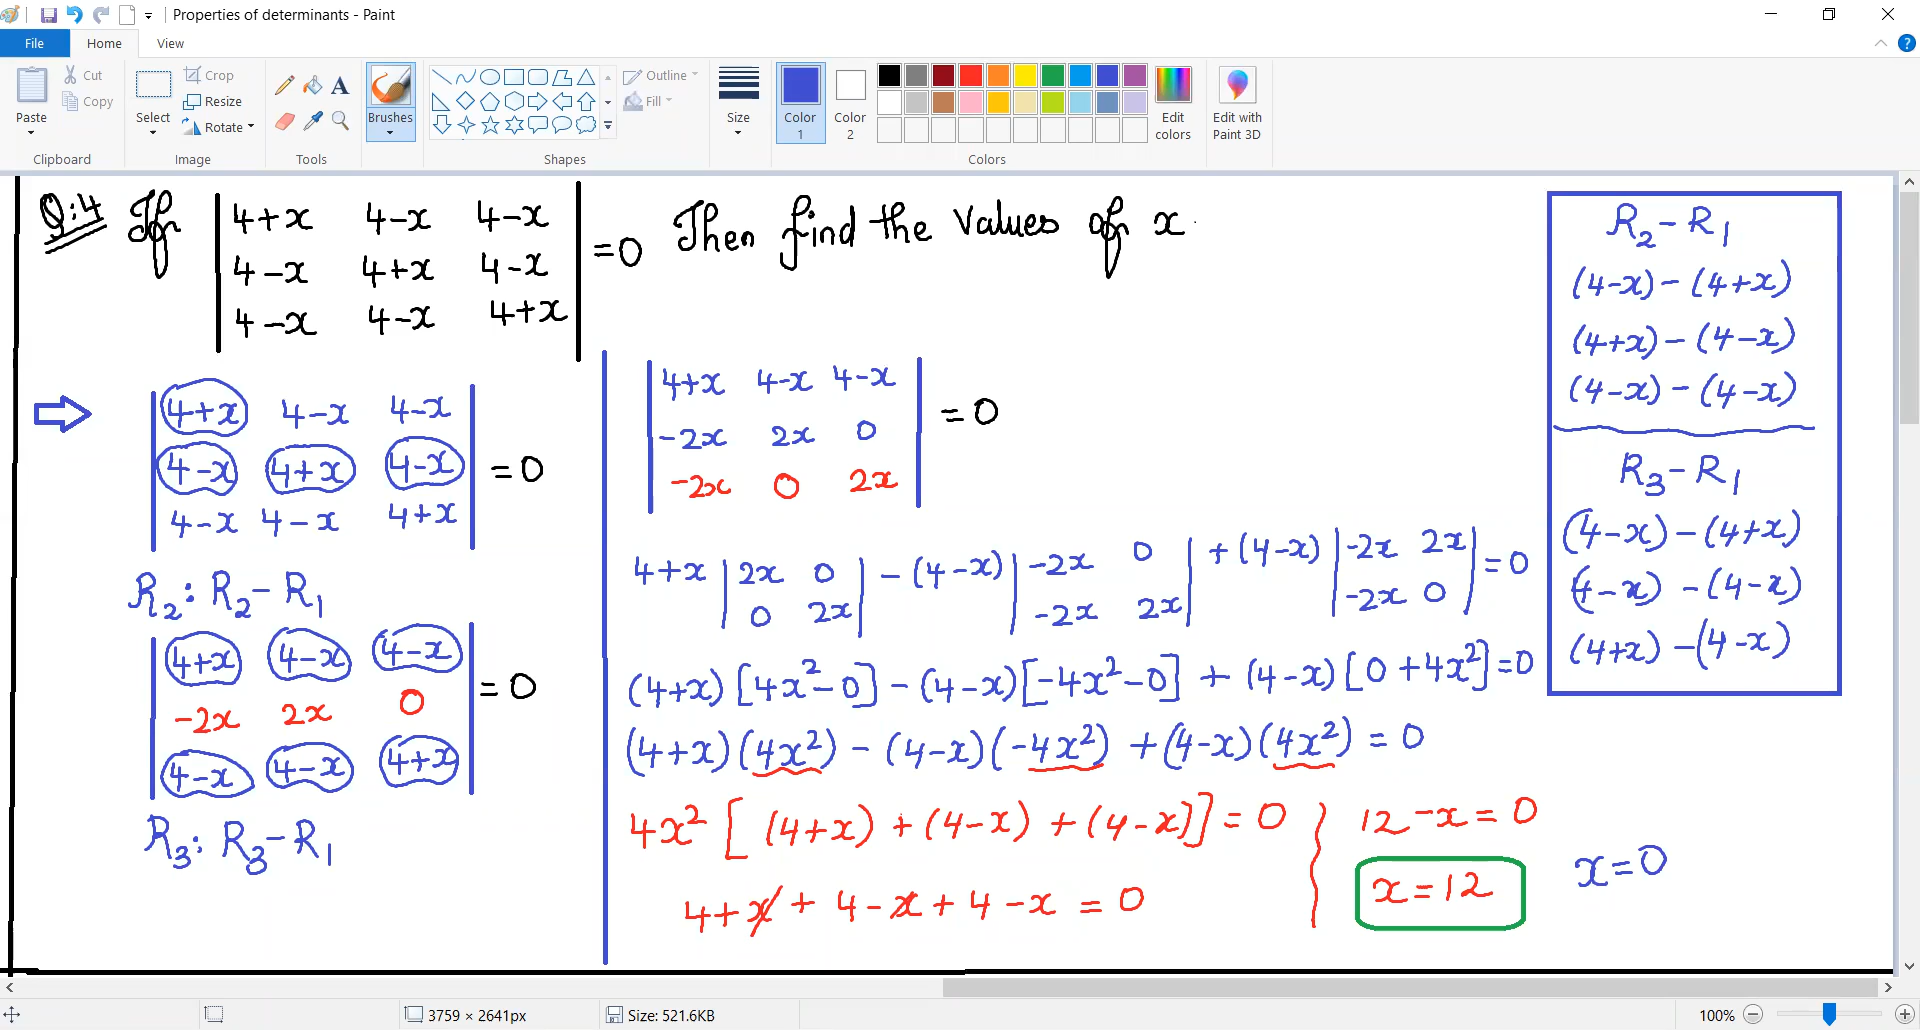 Properties of determinants - Paint
File Home View
Paste Cut Copy Clipboard
Select Crop Resize Rotate Image
Tools
Brushes
Outline Fill Shapes
Size
Color 1 Color 2 Edit colors Colors
Edit with Paint 3D
Q:4 If
4+x 4-x 4-x
4-x 4+x 4-x
4-x 4-x 4+x
=0 Then find the values of x.
4+x 4-x 4-x
4-x 4+x 4-x
4-x 4-x 4+x
=0
R₂: R₂-R₁
4+x 4-x 4-x
-2x 2x 0
4-x 4-x 4+x
=0
R₃: R₃-R₁
4+x 4-x 4-x
-2x 2x 0
-2x 0 2x
=0
4+x |2x 0| -(4-x) |-2x 0| +(4-x) |-2x 2x| =0
|0 2x| |-2x 2x| |-2x 0|
(4+x)[4x²-0] -(4-x)[-4x²-0] + (4-x)[0+4x²]=0
(4+x)(4x²) - (4-x)(-4x²) +(4-x)(4x²) = 0
4x² [(4+x) +(4-x) +(4-x)] = 0
4+x + 4-x + 4-x = 0
12-x=0
x=12
x=0
R₂-R₁
(4-x)-(4+x)
(4+x)-(4-x)
(4-x)-(4-x)
R₃-R₁
(4-x)-(4+x)
(4-x)-(4-x)
(4+x)-(4-x)
3759 × 2641px Size: 521.6KB 100%